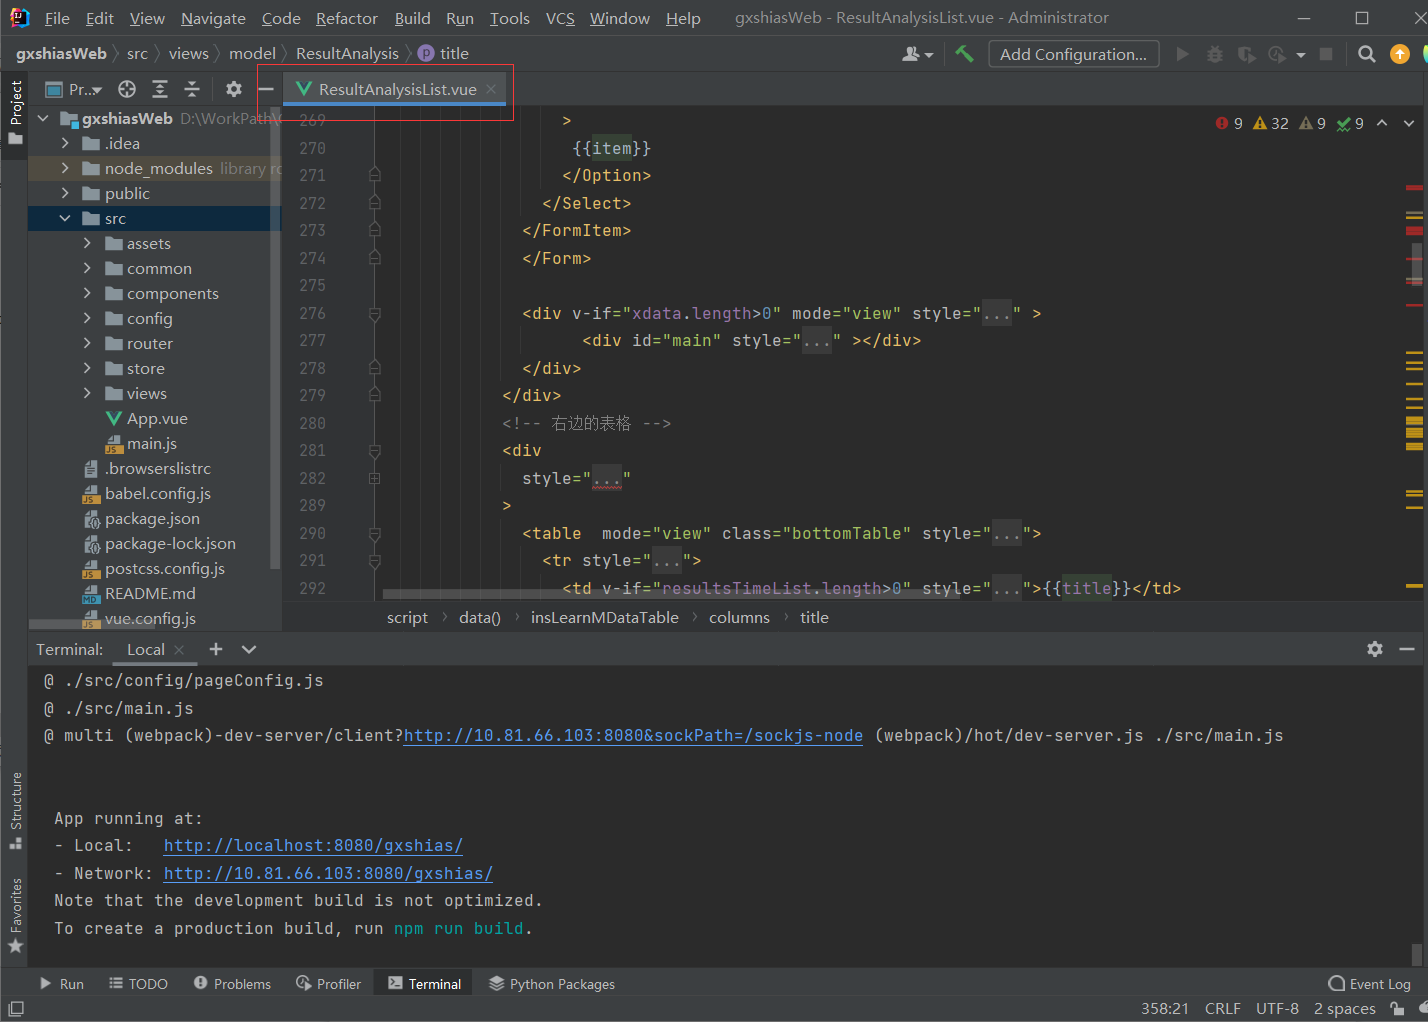 File Edit View Navigate Code Refactor Build Run Tools VCS Window Help gxshiasWeb - ResultAnalysisList.vue - Administrator
gxshiasWeb src views model ResultAnalysis p title Add Configuration...
Project
Pr...
ResultAnalysisList.vue
gxshiasWeb D:\WorkPath\
.idea
node_modules library ro
public
src
assets
common
components
config
router
store
views
App.vue
main.js
.browserslistrc
babel.config.js
package.json
package-lock.json
postcss.config.js
README.md
vue.config.js
9 32 9 9
269 >
270 {{item}}
271 </Option>
272 </Select>
273 </FormItem>
274 </Form>
275
276 <div v-if="xdata.length>0" mode="view" style="..." >
277 <div id="main" style="..." ></div>
278 </div>
279 </div>
280 <!-- 右边的表格 -->
281 <div
282 style="..."
289 >
290 <table  mode="view" class="bottomTable" style="...">
291 <tr style="...">
292 <td v-if="resultsTimeList.length>0" style="...">{{title}}</td>
script data() insLearnMDataTable columns title
Terminal: Local
@ ./src/config/pageConfig.js
@ ./src/main.js
@ multi (webpack)-dev-server/client?http://10.81.66.103:8080&sockPath=/sockjs-node (webpack)/hot/dev-server.js ./src/main.js
App running at:
- Local:   http://localhost:8080/gxshias/
- Network: http://10.81.66.103:8080/gxshias/
Note that the development build is not optimized.
To create a production build, run npm run build.
Structure
Favorites
Run TODO Problems Profiler Terminal Python Packages Event Log
358:21 CRLF UTF-8 2 spaces